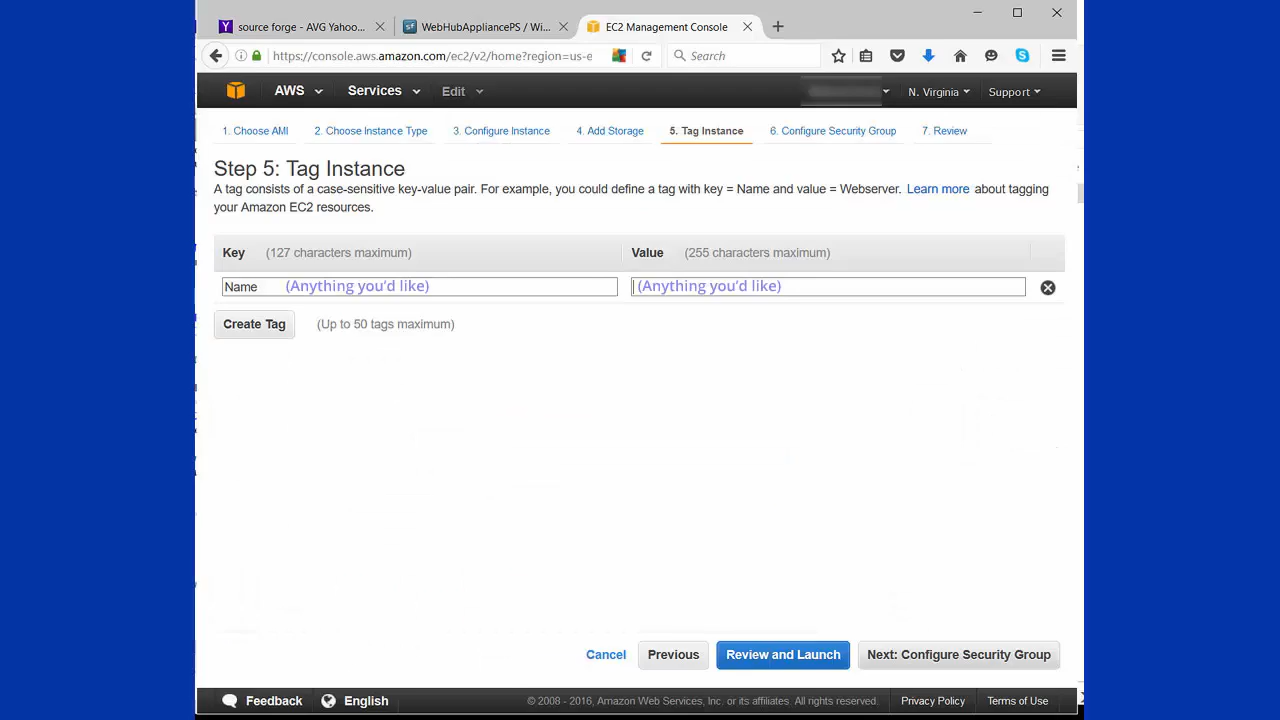 source forge - AVG Yahoo...
WebHubAppliancePS / Wi...
EC2 Management Console
https://console.aws.amazon.com/ec2/v2/home?region=us-e
Search
AWS
Services
Edit
N. Virginia
Support
1. Choose AMI
2. Choose Instance Type
3. Configure Instance
4. Add Storage
5. Tag Instance
6. Configure Security Group
7. Review
Step 5: Tag Instance
A tag consists of a case-sensitive key-value pair. For example, you could define a tag with key = Name and value = Webserver. Learn more about tagging
your Amazon EC2 resources.
Key (127 characters maximum)
Value (255 characters maximum)
Name (Anything you'd like)
(Anything you'd like)
Create Tag
(Up to 50 tags maximum)
Cancel
Previous
Review and Launch
Next: Configure Security Group
Feedback
English
© 2008 - 2016, Amazon Web Services, Inc. or its affiliates. All rights reserved.
Privacy Policy
Terms of Use